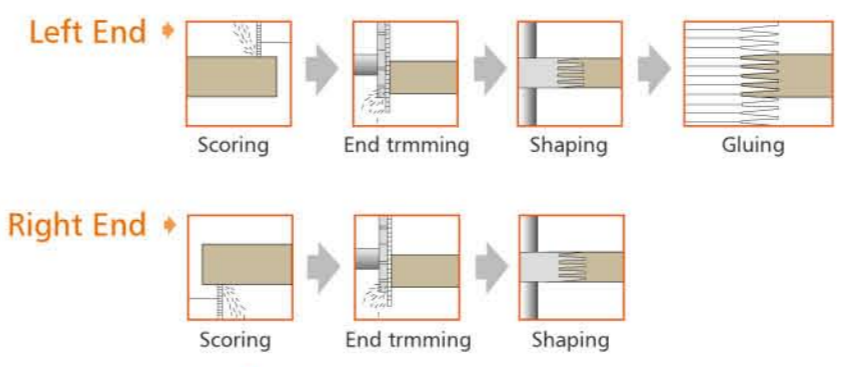 Left End
Scoring End trmming Shaping Gluing
Right End
Scoring End trmming Shaping